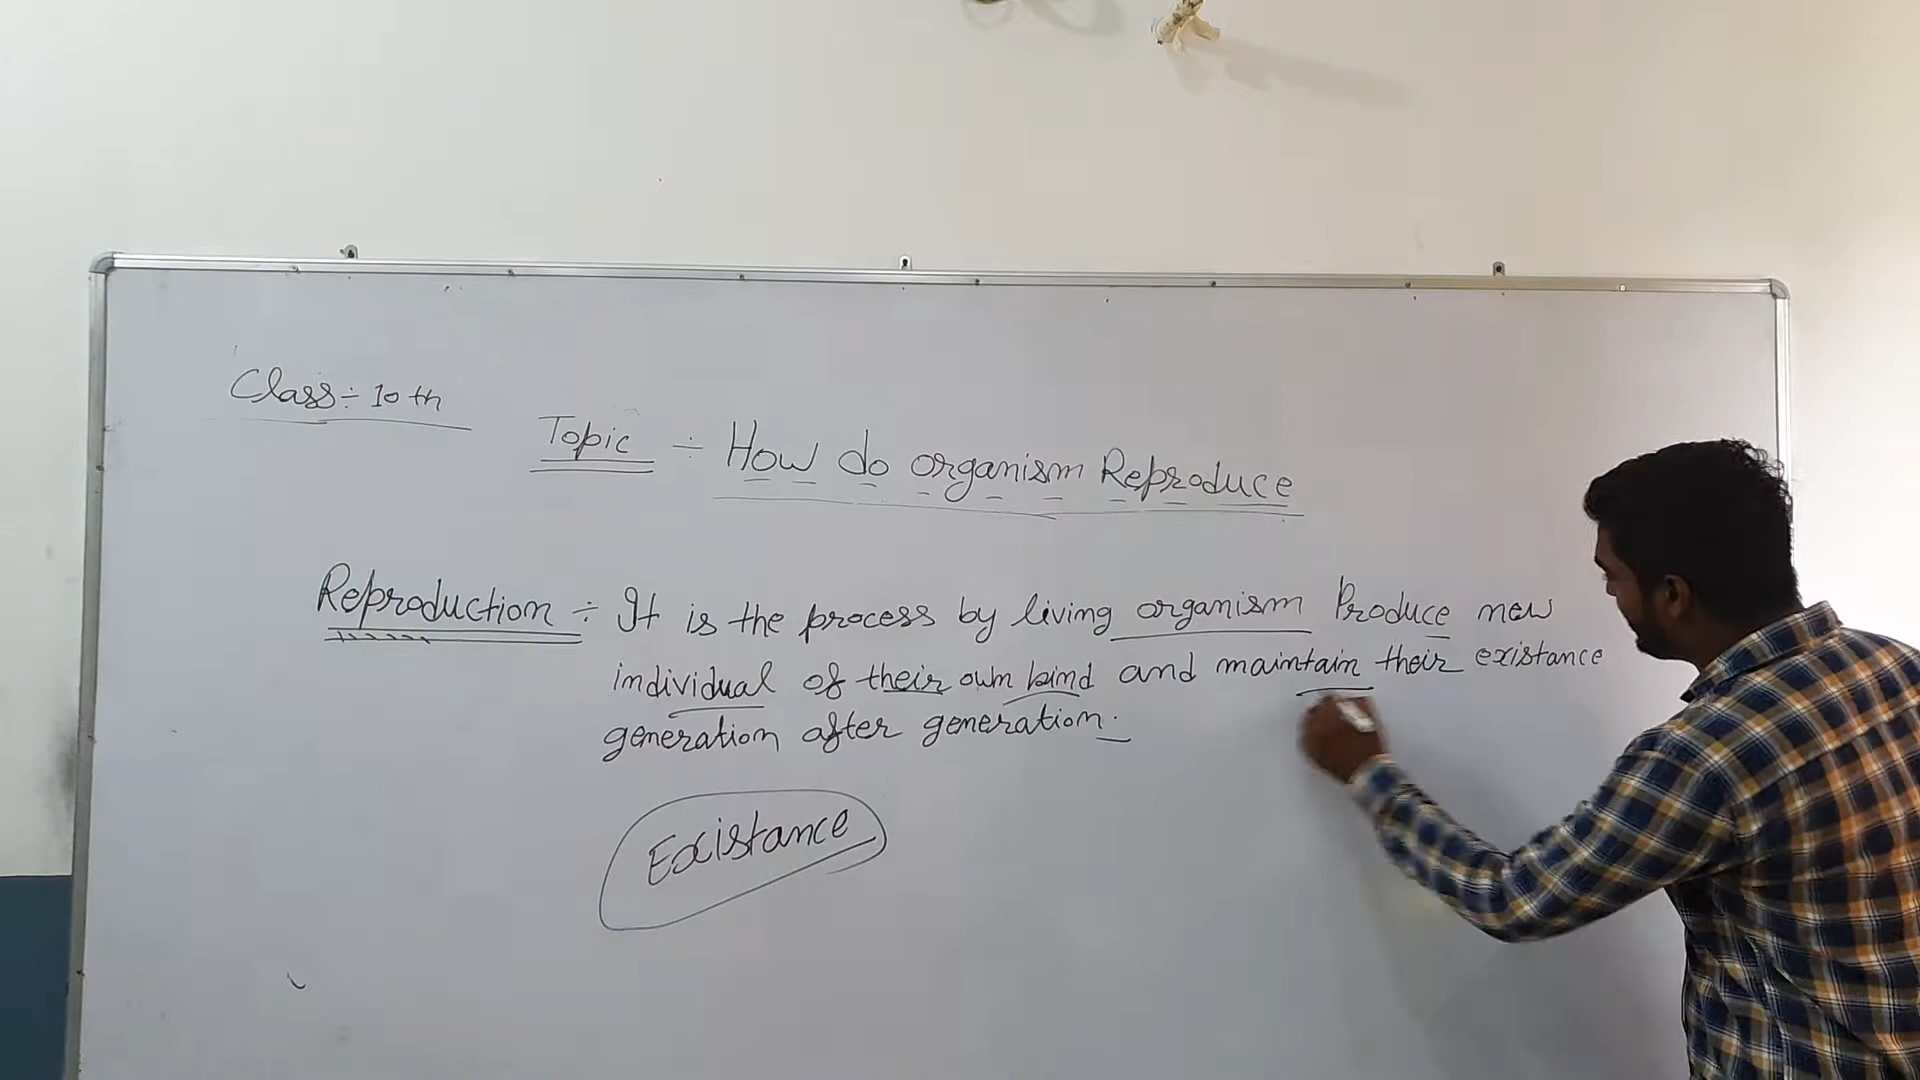 Class÷ 10 th
Topic ÷ How do organism Reproduce
Reproduction ÷ It is the process by living organism Produce new
individual of their own kind and maintain their existance
generation after generation.
Existance